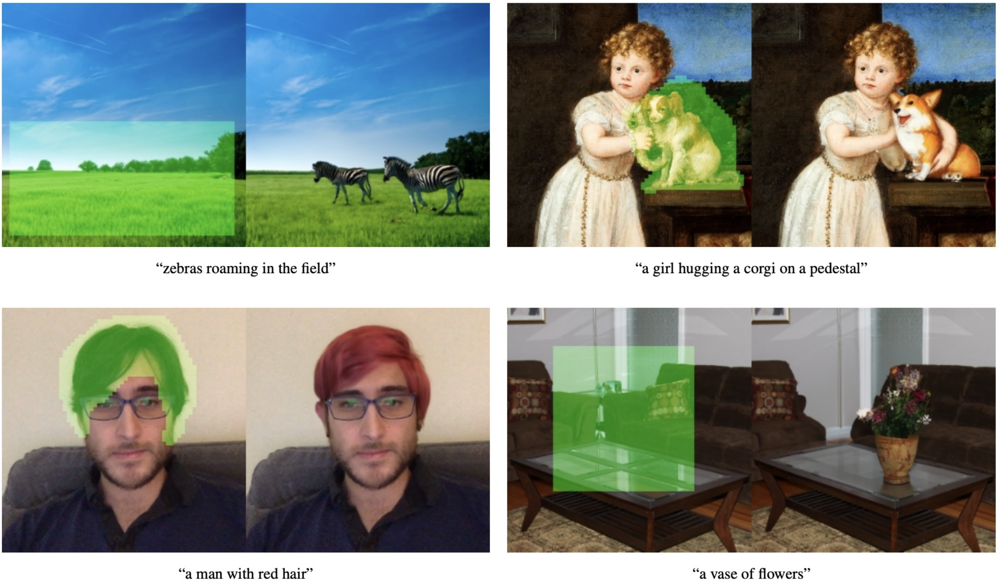 “zebras roaming in the field”
“a girl hugging a corgi on a pedestal”
“a man with red hair”
“a vase of flowers”